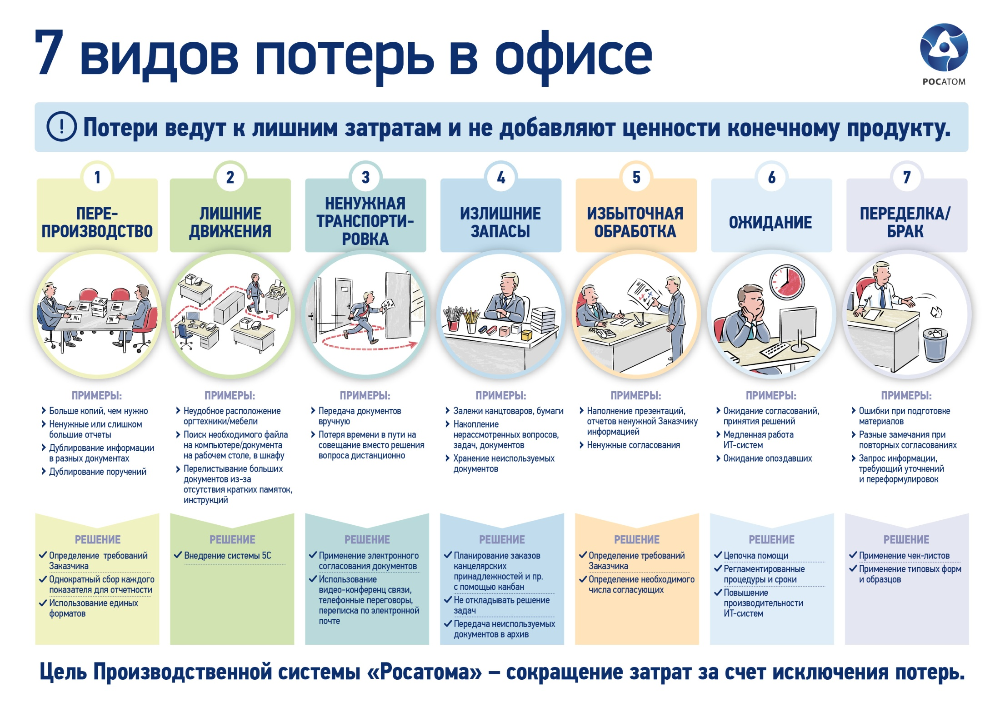 7 видов потерь в офисе
РОСАТОМ
! Потери ведут к лишним затратам и не добавляют ценности конечному продукту.
1
ПЕРЕ-
ПРОИЗВОДСТВО
ПРИМЕРЫ:
Больше копий, чем нужно
Ненужные или слишком
большие отчеты
Дублирование информации
в разных документах
Дублирование поручений
РЕШЕНИЕ
Определение требований
Заказчика
Однократный сбор каждого
показателя для отчетности
Использование единых
форматов
2
ЛИШНИЕ
ДВИЖЕНИЯ
ПРИМЕРЫ:
Неудобное расположение
оргтехники/мебели
Поиск необходимого файла
на компьютере/документа
на рабочем столе, в шкафу
Перелистывание больших
документов из-за
отсутствия кратких памяток,
инструкций
РЕШЕНИЕ
Внедрение системы 5С
3
НЕНУЖНАЯ
ТРАНСПОРТИ-
РОВКА
ПРИМЕРЫ:
Передача документов
вручную
Потеря времени в пути на
совещание вместо решения
вопроса дистанционно
РЕШЕНИЕ
Применение электронного
согласования документов
Использование
видео-конференц связи,
телефонные переговоры,
переписка по электронной
почте
4
ИЗЛИШНИЕ
ЗАПАСЫ
ПРИМЕРЫ:
Залежи канцтоваров, бумаги
Накопление
нерассмотренных вопросов,
задач, документов
Хранение неиспользуемых
документов
РЕШЕНИЕ
Планирование заказов
канцелярских
принадлежностей и пр.
с помощью канбан
Не откладывать решение
задач
Передача неиспользуемых
документов в архив
5
ИЗБЫТОЧНАЯ
ОБРАБОТКА
ПРИМЕРЫ:
Наполнение презентаций,
отчетов ненужной Заказчику
информацией
Ненужные согласования
РЕШЕНИЕ
Определение требований
Заказчика
Определение необходимого
числа согласующих
6
ОЖИДАНИЕ
ПРИМЕРЫ:
Ожидание согласований,
принятия решений
Медленная работа
ИТ-систем
Ожидание опоздавших
РЕШЕНИЕ
Цепочка помощи
Регламентированные
процедуры и сроки
Повышение
производительности
ИТ-систем
7
ПЕРЕДЕЛКА/
БРАК
ПРИМЕРЫ:
Ошибки при подготовке
материалов
Разные замечания при
повторных согласованиях
Запрос информации,
требующий уточнений
и переформулировок
РЕШЕНИЕ
Применение чек-листов
Применение типовых форм
и образцов
Цель Производственной системы «Росатома» – сокращение затрат за счет исключения потерь.